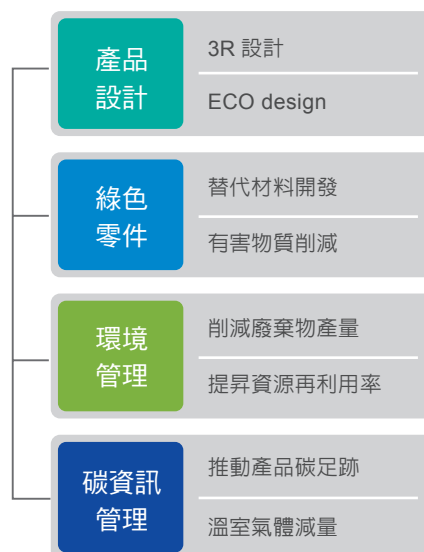 產品
設計
3R 設計
ECO design
綠色
零件
替代材料開發
有害物質削減
環境
管理
削減廢棄物產量
提昇資源再利用率
碳資訊
管理
推動產品碳足跡
溫室氣體減量